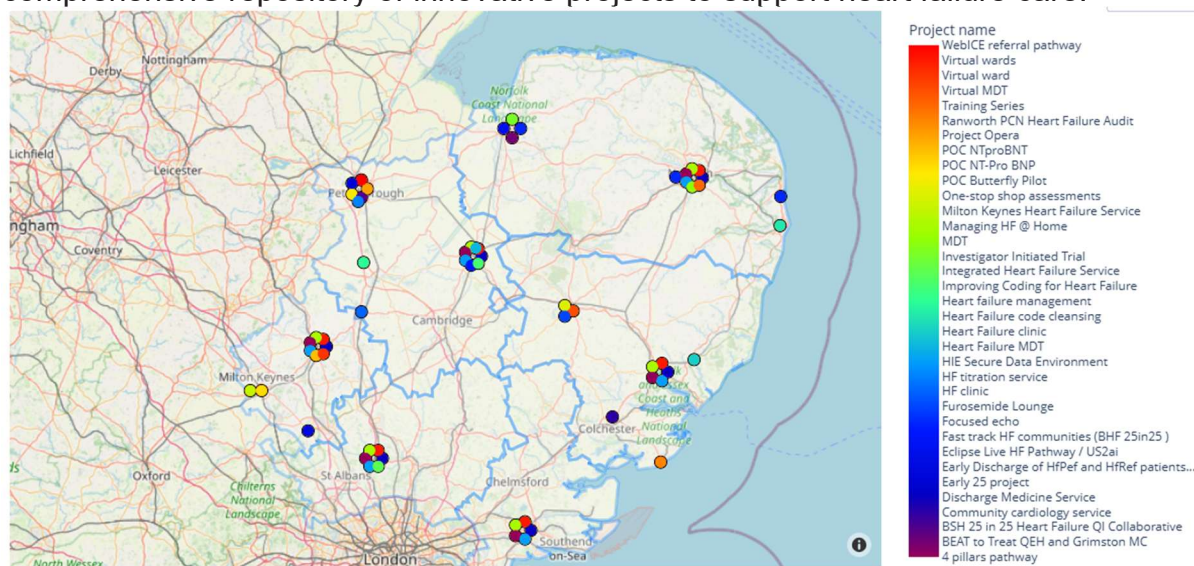 comprehensive repository of innovative projects to support heart failure care.
Project name
WebICE referral pathway
Virtual wards
Virtual ward
Virtual MDT
Training Series
Ranworth PCN Heart Failure Audit
Project Opera
POC NTproBNT
POC NT-Pro BNP
POC Butterfly Pilot
One-stop shop assessments
Milton Keynes Heart Failure Service
Managing HF @ Home
MDT
Investigator Initiated Trial
Integrated Heart Failure Service
Improving Coding for Heart Failure
Heart failure management
Heart Failure code cleansing
Heart Failure clinic
Heart Failure MDT
HIE Secure Data Environment
HF titration service
HF clinic
Furosemide Lounge
Focused echo
Fast track HF communities (BHF 25in25 )
Eclipse Live HF Pathway / US2ai
Early Discharge of HfPef and HfRef patients...
Early 25 project
Discharge Medicine Service
Community cardiology service
BSH 25 in 25 Heart Failure QI Collaborative
BEAT to Treat QEH and Grimston MC
4 pillars pathway
Nottingham
Derby
Norfolk
Coast National
Lichfield
Leicester
ngham
Coventry
Cambridge
Milton Keynes
and Essex
Coast and
Heaths
National
Landscape
Colchester
Oxford
St Albans
Chelmsford
Chilterns
National
Landscape
Southend
on-Sea
London
North Wessex